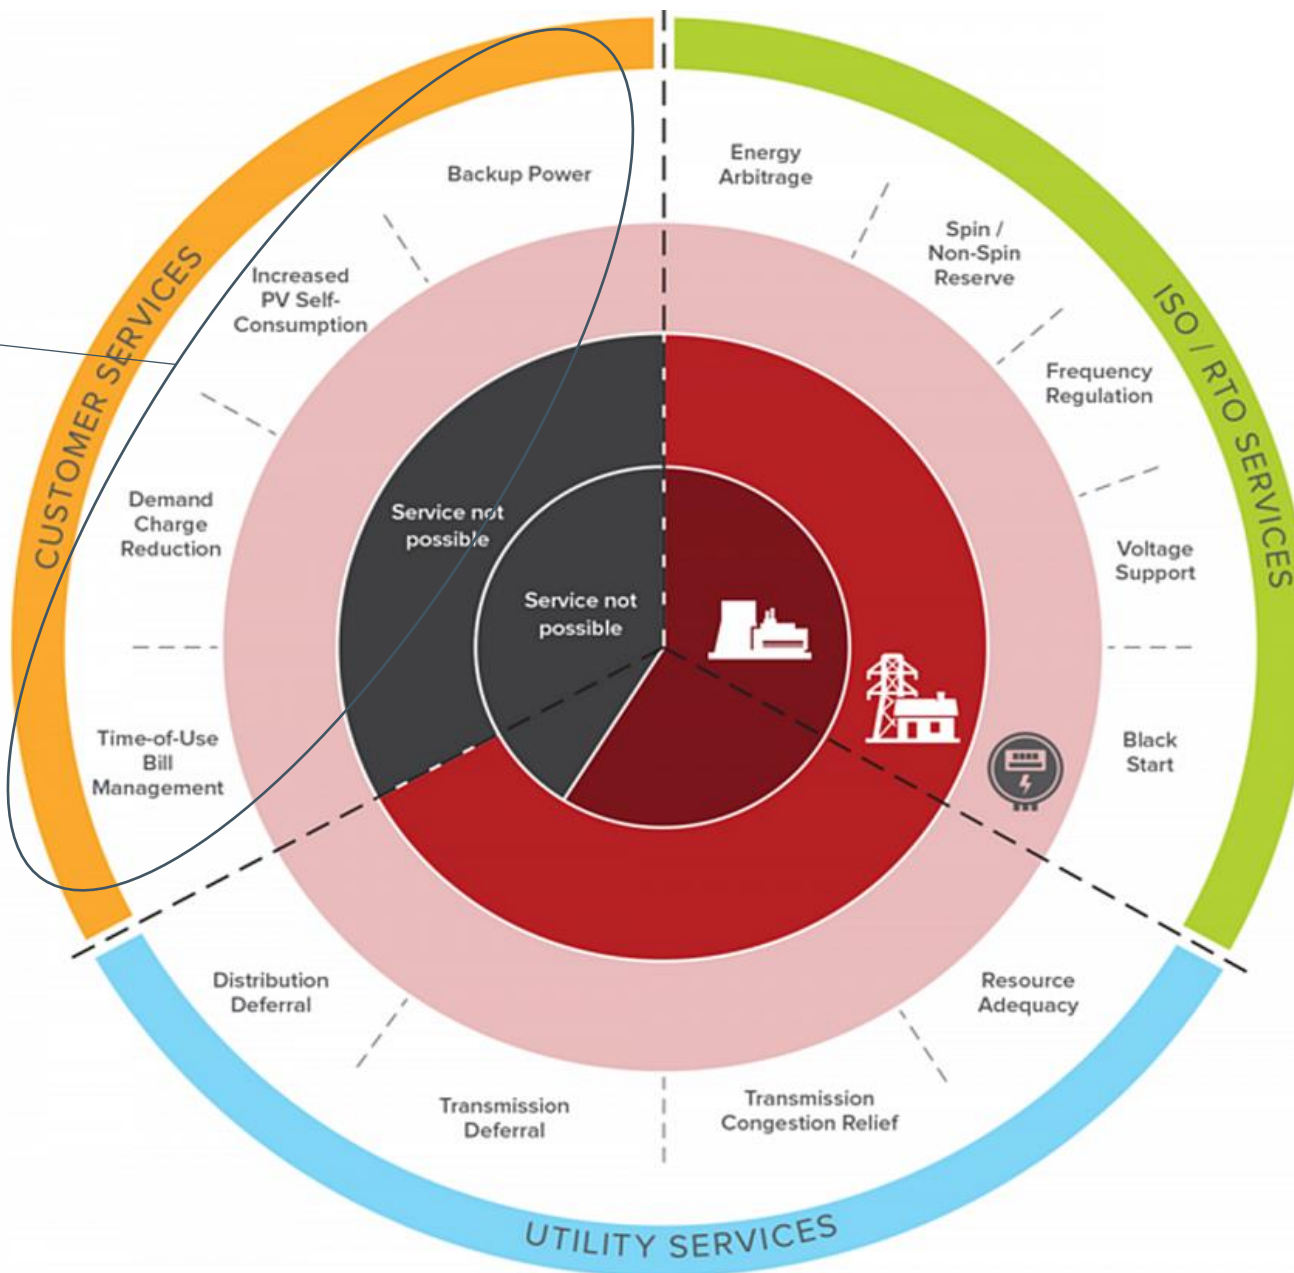 CUSTOMER SERVICES
Backup Power
Increased
PV Self-
Consumption
Demand
Charge
Reduction
Time-of-Use
Bill
Management
ISO / RTO SERVICES
Energy
Arbitrage
Spin /
Non-Spin
Reserve
Frequency
Regulation
Voltage
Support
Black
Start
Service not
possible
Service not
possible
UTILITY SERVICES
Distribution
Deferral
Transmission
Deferral
Transmission
Congestion Relief
Resource
Adequacy